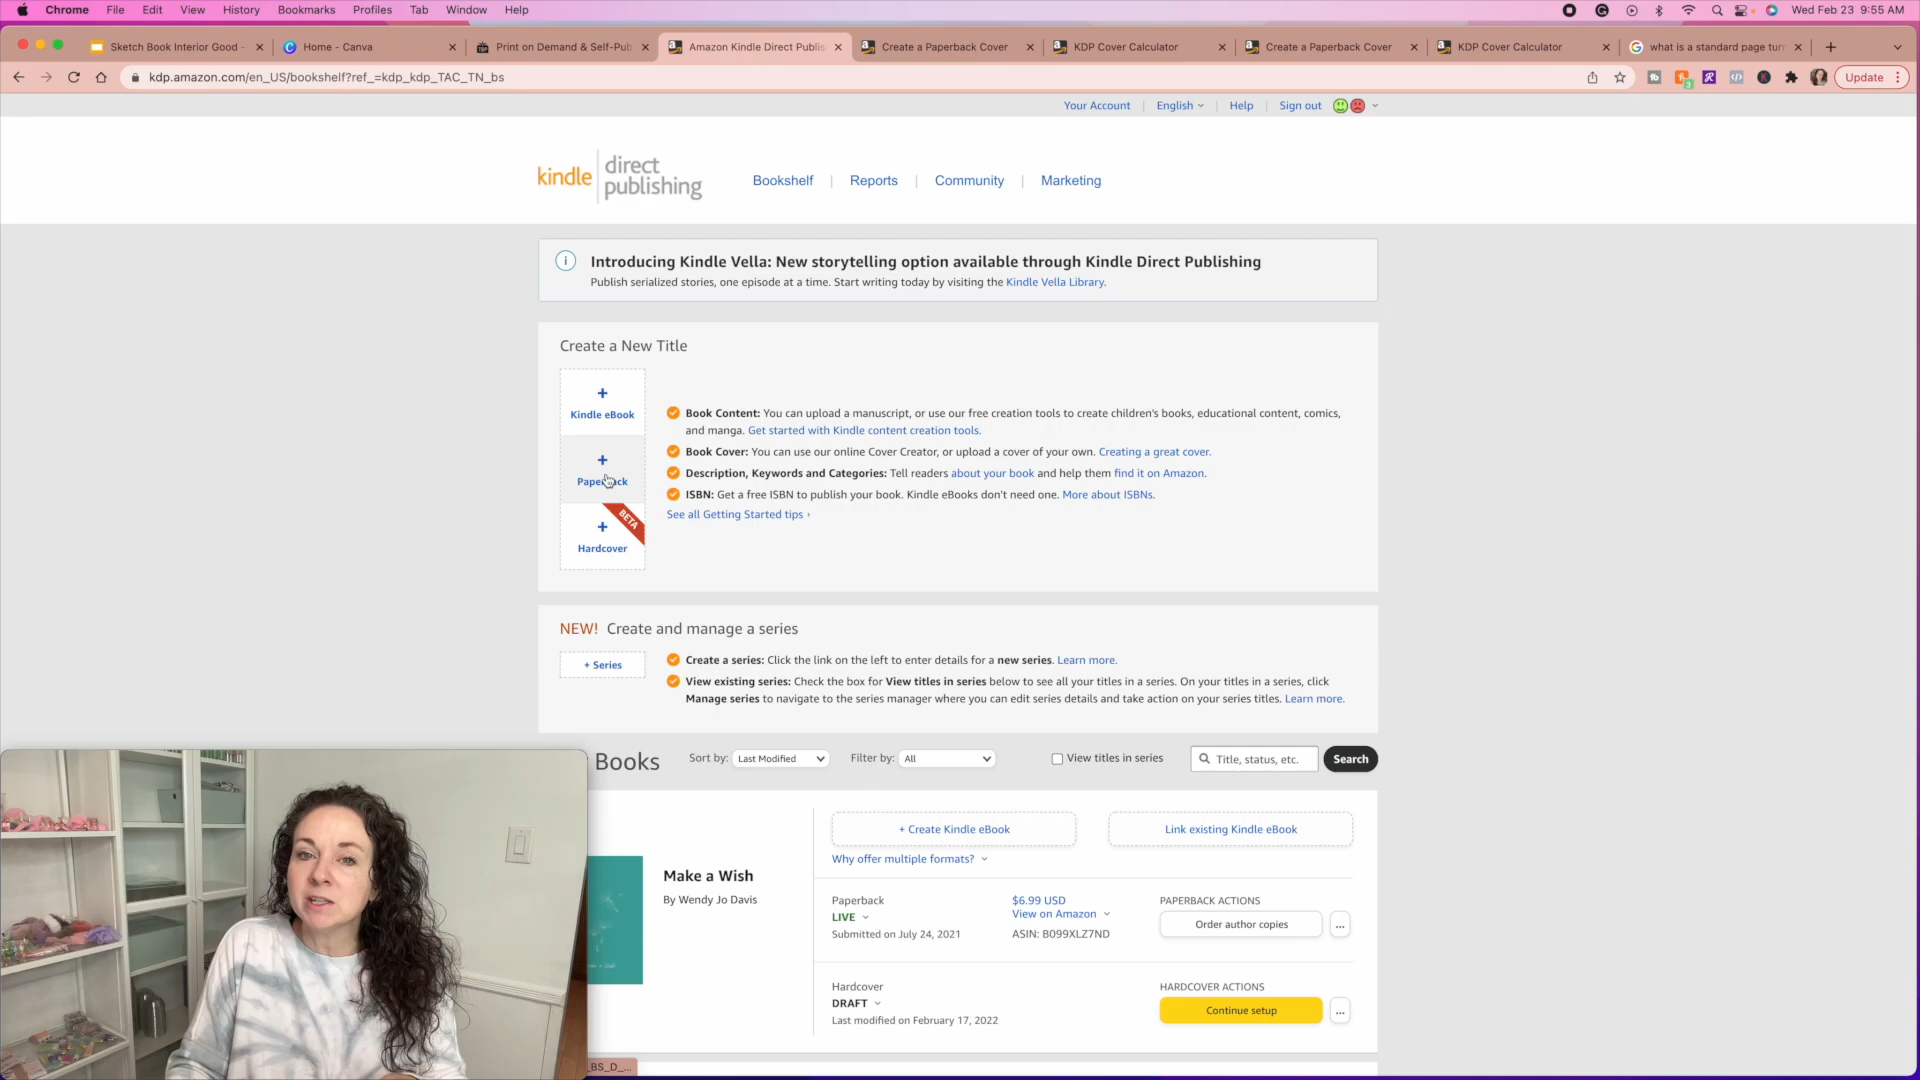 Chrome File Edit View History Bookmarks Profiles Tab Window Help Wed Feb 23 9:55 AM
Sketch Book Interior Good - Home - Canva Print on Demand & Self-Pub Amazon Kindle Direct Publis Create a Paperback Cover KDP Cover Calculator Create a Paperback Cover KDP Cover Calculator what is a standard page turn
kdp.amazon.com/en_US/bookshelf?ref_=kdp_kdp_TAC_TN_bs Update
Your Account English Help Sign out
kindle direct publishing
Bookshelf Reports Community Marketing
Introducing Kindle Vella: New storytelling option available through Kindle Direct Publishing
Publish serialized stories, one episode at a time. Start writing today by visiting the Kindle Vella Library.
Create a New Title
+
Kindle eBook
+
Paperback
BETA
+
Hardcover
Book Content: You can upload a manuscript, or use our free creation tools to create children's books, educational content, comics,
and manga. Get started with Kindle content creation tools.
Book Cover: You can use our online Cover Creator, or upload a cover of your own. Creating a great cover.
Description, Keywords and Categories: Tell readers about your book and help them find it on Amazon.
ISBN: Get a free ISBN to publish your book. Kindle eBooks don't need one. More about ISBNs.
See all Getting Started tips ›
NEW! Create and manage a series
+ Series
Create a series: Click the link on the left to enter details for a new series. Learn more.
View existing series: Check the box for View titles in series below to see all your titles in a series. On your titles in a series, click
Manage series to navigate to the series manager where you can edit series details and take action on your series titles. Learn more.
Books Sort by: Last Modified Filter by: All View titles in series Title, status, etc. Search
+ Create Kindle eBook Link existing Kindle eBook
Why offer multiple formats?
Make a Wish
By Wendy Jo Davis
Paperback $6.99 USD PAPERBACK ACTIONS
LIVE View on Amazon Order author copies ...
Submitted on July 24, 2021 ASIN: B099XLZ7ND
Hardcover HARDCOVER ACTIONS
DRAFT Continue setup ...
Last modified on February 17, 2022
_BS_D_...